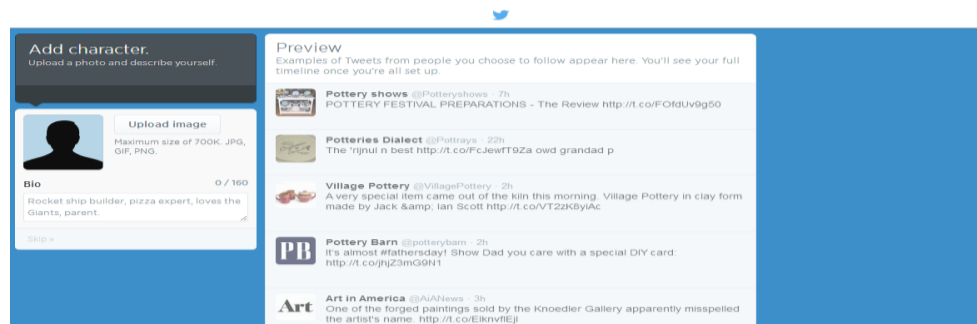 Add character.
Upload a photo and describe yourself.
Upload image
Maximum size of 700K. JPG,
GIF, PNG.
Bio 0 / 160
Rocket ship builder, pizza expert, loves the
Giants, parent.
Skip »
Preview
Examples of Tweets from people you choose to follow appear here. You'll see your full
timeline once you're all set up.
Pottery shows @Potteryshows · 7h
POTTERY FESTIVAL PREPARATIONS - The Review http://t.co/FOfdUv9g50
Potteries Dialect @Pottrays · 22h
The 'rijnul n best http://t.co/FcJewfT9Za owd grandad p
Village Pottery @VillagePottery · 2h
A very special item came out of the kiln this morning. Village Pottery in clay form
made by Jack &amp; Ian Scott http://t.co/VT2zK8yiAc
PB
Pottery Barn @potterybarn · 2h
It's almost #fathersday! Show Dad you care with a special DIY card:
http://t.co/jhjZ3mG9N1
Art
Art in America @AiANews · 3h
One of the forged paintings sold by the Knoedler Gallery apparently misspelled
the artist's name.